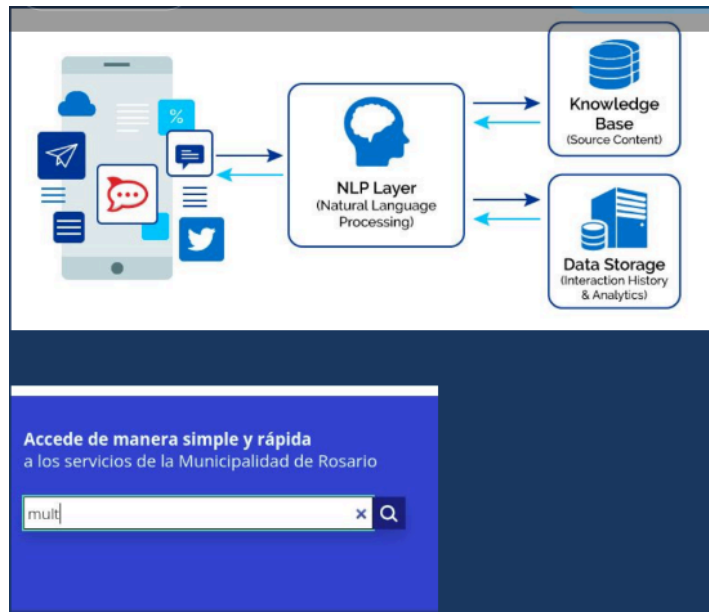 %
NLP Layer
(Natural Language
Processing)
Knowledge
Base
(Source Content)
Data Storage
(Interaction History
& Analytics)
Accede de manera simple y rápida
a los servicios de la Municipalidad de Rosario
mult